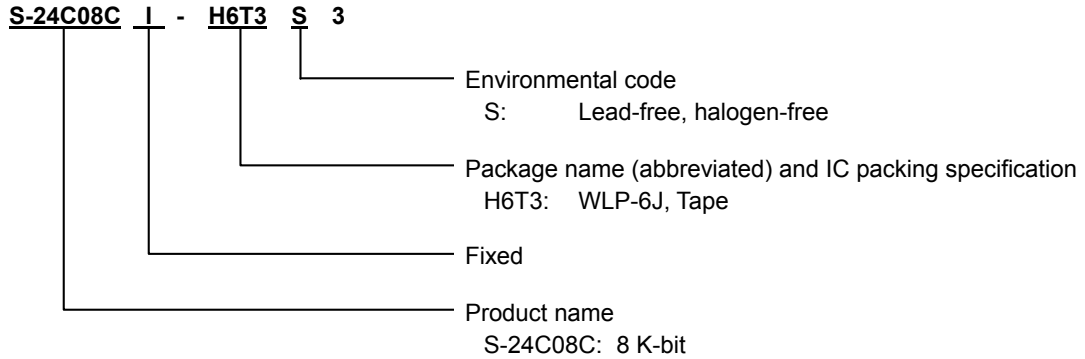 S-24C08C I - H6T3 S 3
Environmental code
S: Lead-free, halogen-free
Package name (abbreviated) and IC packing specification
H6T3: WLP-6J, Tape
Fixed
Product name
S-24C08C: 8 K-bit